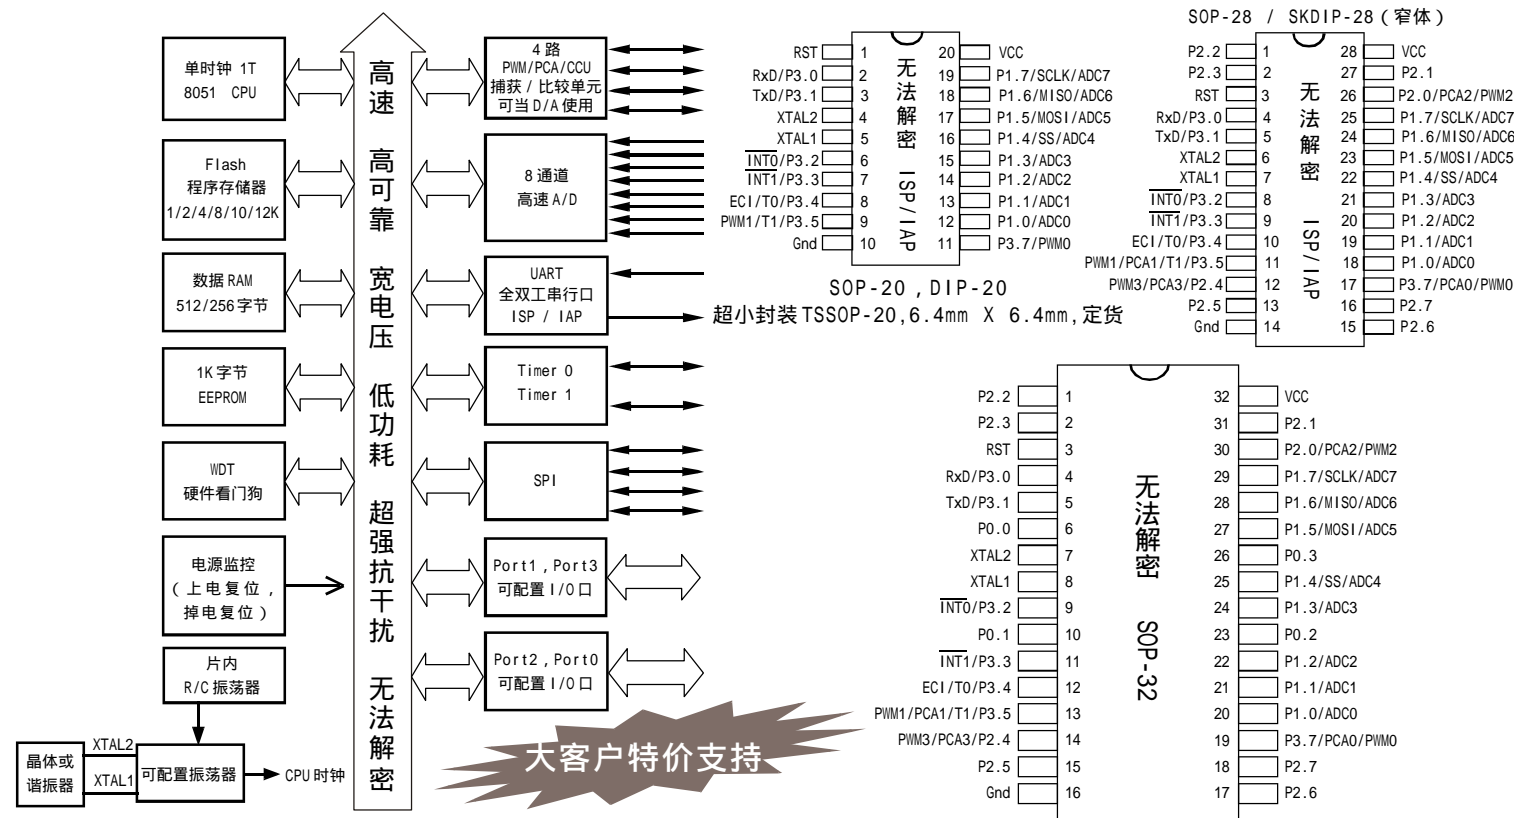 单时钟 1T
8051 CPU
Flash
程序存储器
1/2/4/8/10/12K
数据 RAM
512/256 字节
1K 字节
EEPROM
WDT
硬件看门狗
电源监控
(上电复位,
掉电复位)
片内
R/C 振荡器
晶体或
谐振器
XTAL2
XTAL1
可配置振荡器
CPU 时钟
高速 高可靠 宽电压 低功耗 超强抗干扰 无法解密
4 路
PWM/PCA/CCU
捕获 / 比较单元
可当 D/A 使用
8 通道
高速 A/D
UART
全双工串行口
ISP / IAP
Timer 0
Timer 1
SPI
Port1 , Port3
可配置 I/O 口
Port2 , Port0
可配置 I/O 口
大客户特价支持
RST 1 20 VCC
RxD/P3.0 2 19 P1.7/SCLK/ADC7
TxD/P3.1 3 18 P1.6/MISO/ADC6
XTAL2 4 17 P1.5/MOSI/ADC5
XTAL1 5 16 P1.4/SS/ADC4
INT0/P3.2 6 15 P1.3/ADC3
INT1/P3.3 7 14 P1.2/ADC2
ECI/T0/P3.4 8 13 P1.1/ADC1
PWM1/T1/P3.5 9 12 P1.0/ADC0
Gnd 10 11 P3.7/PWM0
无法解密 ISP/IAP
SOP-20 , DIP-20
超小封装 TSSOP-20,6.4mm X 6.4mm,定货
SOP-28 / SKDIP-28 (窄体)
P2.2 1 28 VCC
P2.3 2 27 P2.1
RST 3 26 P2.0/PCA2/PWM2
RxD/P3.0 4 25 P1.7/SCLK/ADC7
TxD/P3.1 5 24 P1.6/MISO/ADC6
XTAL2 6 23 P1.5/MOSI/ADC5
XTAL1 7 22 P1.4/SS/ADC4
INT0/P3.2 8 21 P1.3/ADC3
INT1/P3.3 9 20 P1.2/ADC2
ECI/T0/P3.4 10 19 P1.1/ADC1
PWM1/PCA1/T1/P3.5 11 18 P1.0/ADC0
PWM3/PCA3/P2.4 12 17 P3.7/PCA0/PWM0
P2.5 13 16 P2.7
Gnd 14 15 P2.6
无法解密 ISP/IAP
P2.2 1 32 VCC
P2.3 2 31 P2.1
RST 3 30 P2.0/PCA2/PWM2
RxD/P3.0 4 29 P1.7/SCLK/ADC7
TxD/P3.1 5 28 P1.6/MISO/ADC6
P0.0 6 27 P1.5/MOSI/ADC5
XTAL2 7 26 P0.3
XTAL1 8 25 P1.4/SS/ADC4
INT0/P3.2 9 24 P1.3/ADC3
P0.1 10 23 P0.2
INT1/P3.3 11 22 P1.2/ADC2
ECI/T0/P3.4 12 21 P1.1/ADC1
PWM1/PCA1/T1/P3.5 13 20 P1.0/ADC0
PWM3/PCA3/P2.4 14 19 P3.7/PCA0/PWM0
P2.5 15 18 P2.7
Gnd 16 17 P2.6
无法解密 SOP-32